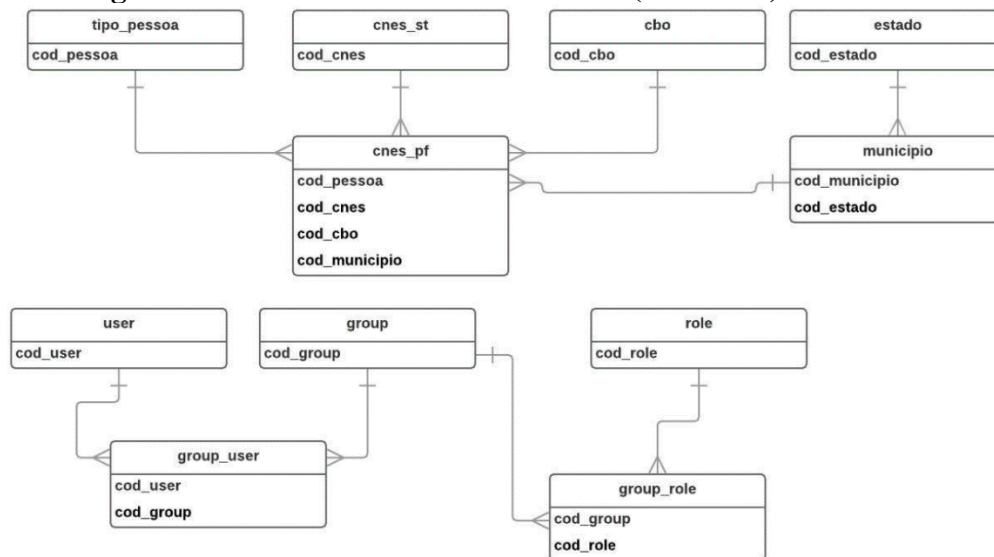 tipo_pessoa
cod_pessoa
cnes_st
cod_cnes
cbo
cod_cbo
estado
cod_estado
cnes_pf
cod_pessoa
cod_cnes
cod_cbo
cod_municipio
municipio
cod_municipio
cod_estado
user
cod_user
group
cod_group
role
cod_role
group_user
cod_user
cod_group
group_role
cod_group
cod_role